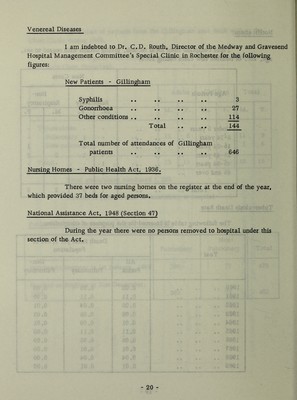 Venereal Diseases
I am indebted to Dr. C.D. Routh, Director of the Medway and Gravesend
Hospital Management Committee's Special Clinic in Rochester for the following
figures:
New Patients - Gillingham
Syphilis .. .. .. .. 3
Gonorrhoea .. .. .. .. 27
Other conditions .. .. .. .. 114
Total .. .. 144
Total number of attendances of Gillingham
patients .. .. .. .. 646
Nursing Homes - Public Health Act, 1936.
There were two nursing homes on the register at the end of the year,
which provided 37 beds for aged persons.
National Assistance Act, 1948 (Section 47)
During the year there were no persons removed to hospital under this
section of the Act.
- 20 -